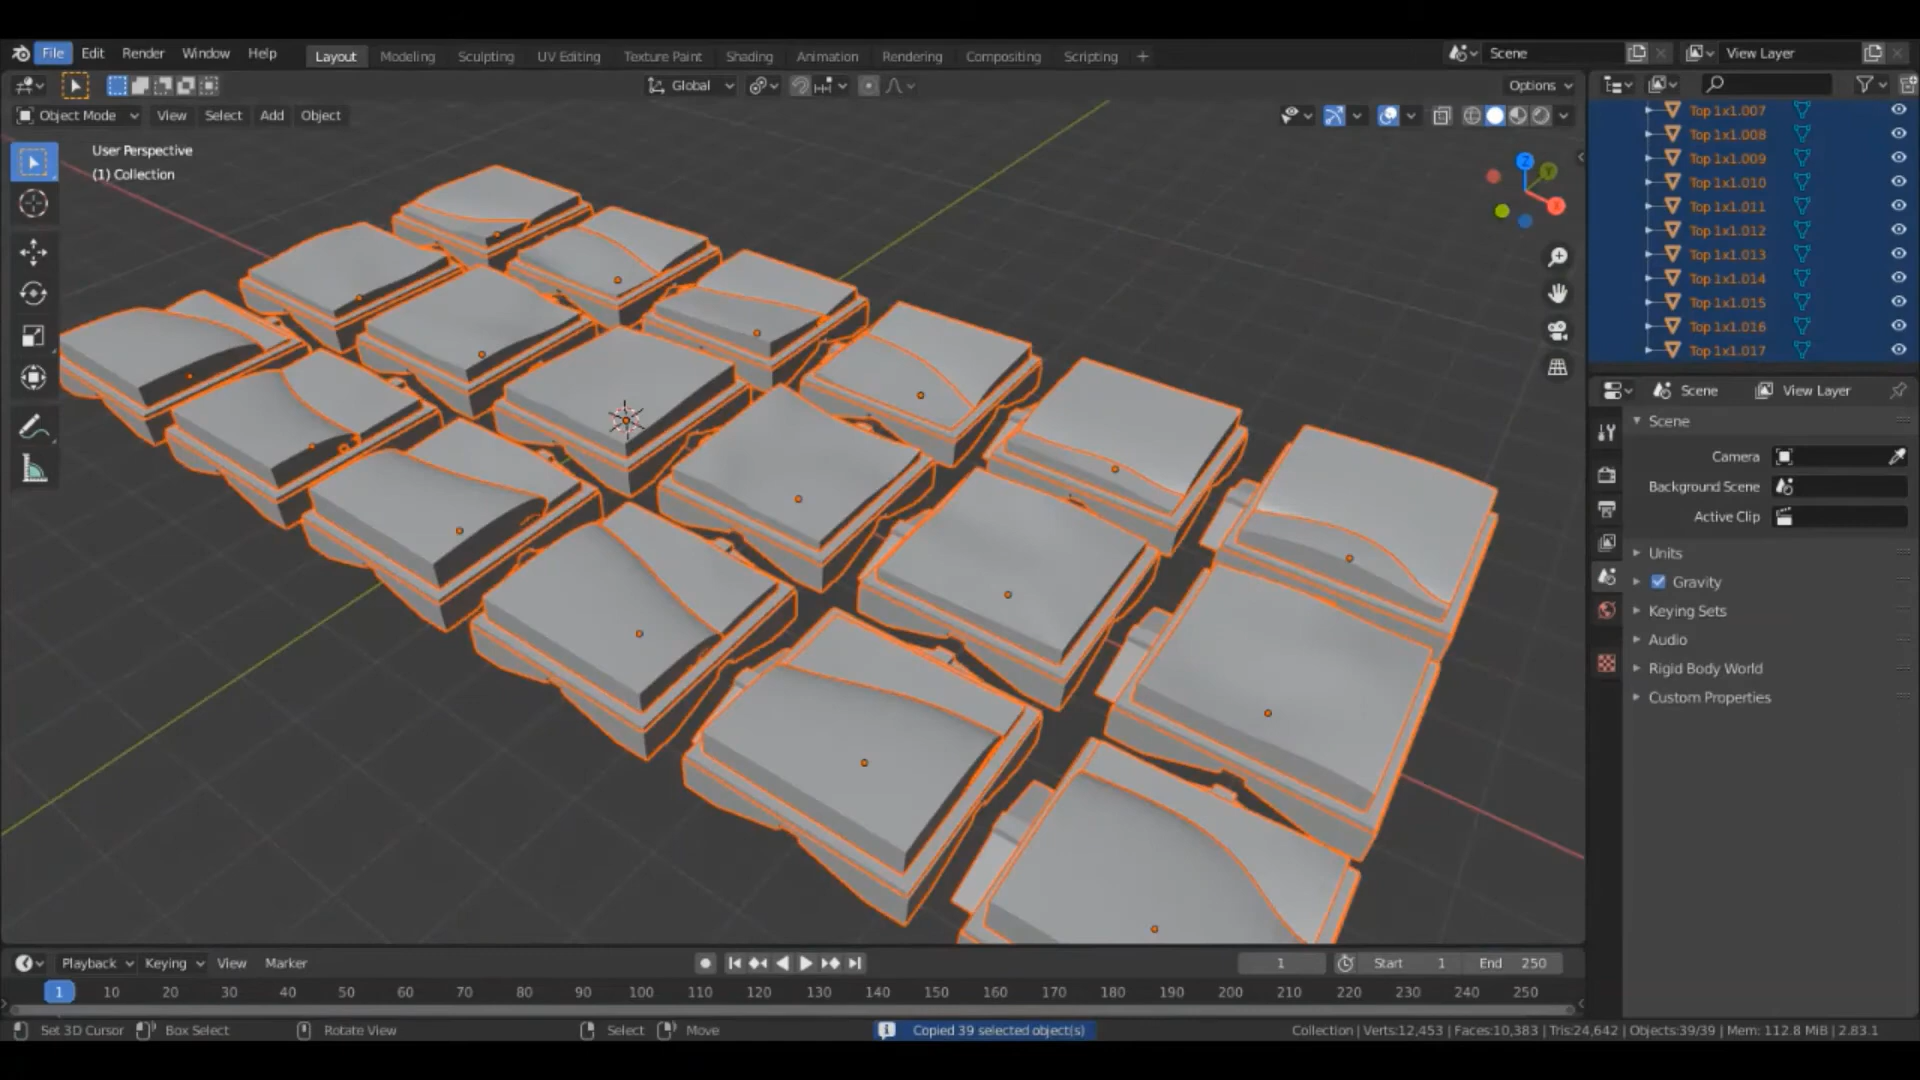 File Edit Render Window Help Layout Modeling Sculpting UV Editing Texture Paint Shading Animation Rendering Compositing Scripting + Scene View Layer
Global Options
Object Mode View Select Add Object
User Perspective
(1) Collection
Z
Y
X
Top 1x1.007
Top 1x1.008
Top 1x1.009
Top 1x1.010
Top 1x1.011
Top 1x1.012
Top 1x1.013
Top 1x1.014
Top 1x1.015
Top 1x1.016
Top 1x1.017
Scene View Layer
Scene
Camera
Background Scene
Active Clip
Units
Gravity
Keying Sets
Audio
Rigid Body World
Custom Properties
Playback Keying View Marker 1 Start 1 End 250
1 10 20 30 40 50 60 70 80 90 100 110 120 130 140 150 160 170 180 190 200 210 220 230 240 250
Set 3D Cursor Box Select Rotate View Select Move Copied 39 selected object(s) Collection | Verts:12,453 | Faces:10,383 | Tris:24,642 | Objects:39/39 | Mem: 112.8 MiB | 2.83.1